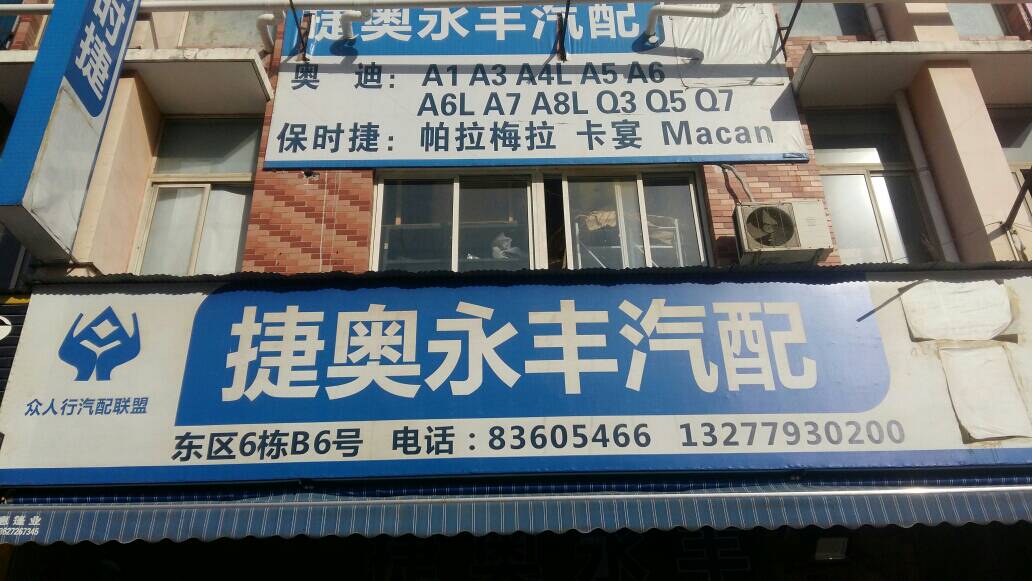 捷奥永丰汽配
奥 迪： A1 A3 A4L A5 A6
A6L A7 A8L Q3 Q5 Q7
保时捷： 帕拉梅拉 卡宴 Macan
捷奥永丰汽配
众人行汽配联盟
东区6栋B6号 电话：83605466 13277930200